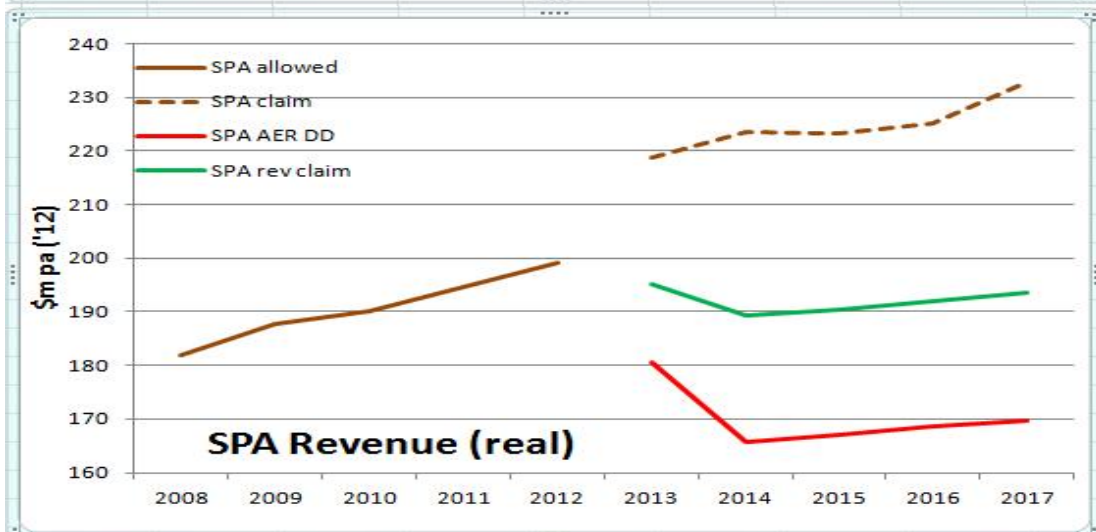 240
230
220
210
200
190
180
170
160
$m pa ('12)
SPA allowed
SPA claim
SPA AER DD
SPA rev claim
SPA Revenue (real)
2008 2009 2010 2011 2012 2013 2014 2015 2016 2017